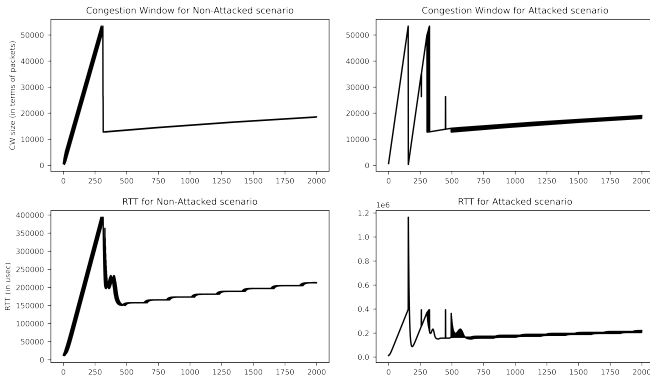 Congestion Window for Non-Attacked scenario
CW size (in terms of packets)
50000
40000
30000
20000
10000
0
0 250 500 750 1000 1250 1500 1750 2000
Congestion Window for Attacked scenario
50000
40000
30000
20000
10000
0
0 250 500 750 1000 1250 1500 1750 2000
RTT for Non-Attacked scenario
RTT (in usec)
400000
350000
300000
250000
200000
150000
100000
50000
0
0 250 500 750 1000 1250 1500 1750 2000
RTT for Attacked scenario
1e6
1.2
1.0
0.8
0.6
0.4
0.2
0.0
0 250 500 750 1000 1250 1500 1750 2000